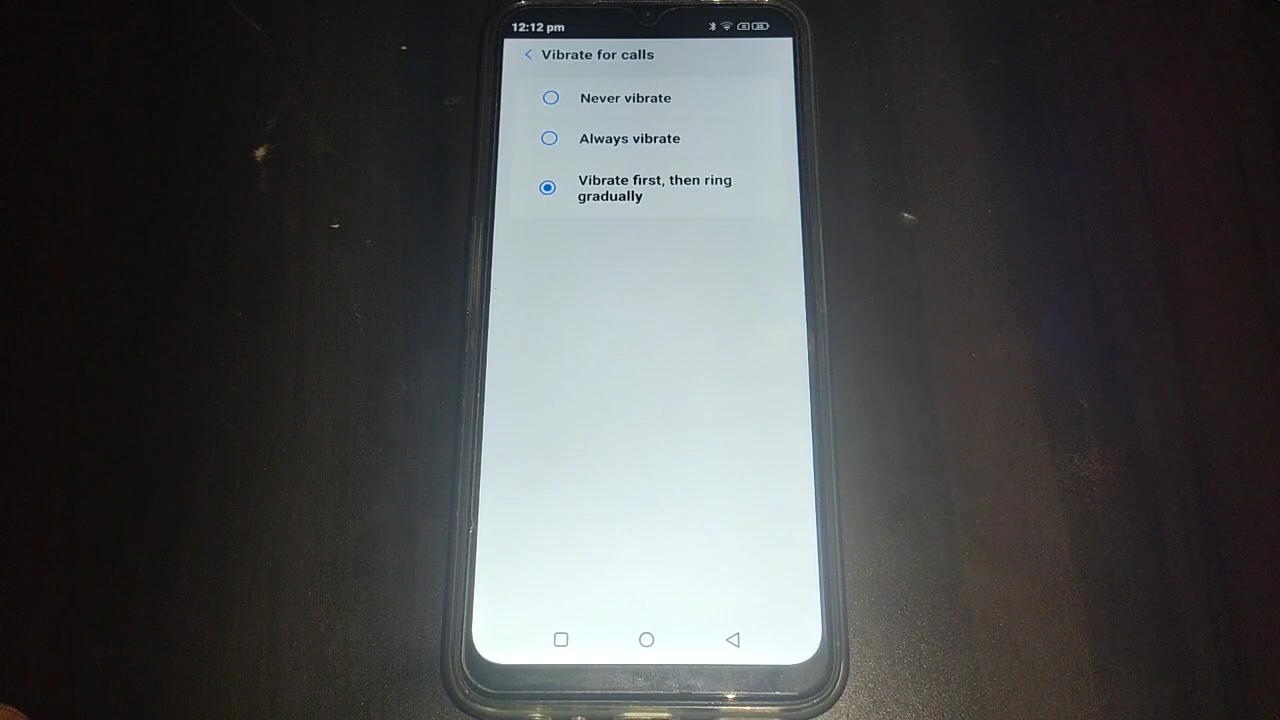 12:12 pm
Vibrate for calls
Never vibrate
Always vibrate
Vibrate first, then ring
gradually